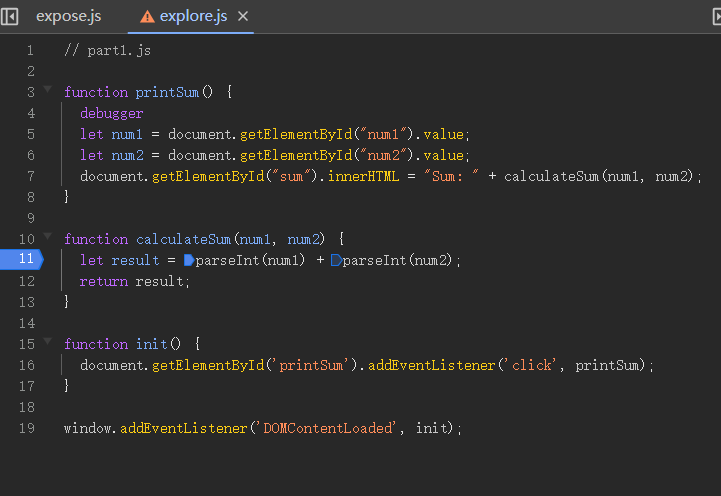 expose.js explore.js
1 // part1.js
2
3 function printSum() {
4 debugger
5 let num1 = document.getElementById("num1").value;
6 let num2 = document.getElementById("num2").value;
7 document.getElementById("sum").innerHTML = "Sum: " + calculateSum(num1, num2);
8 }
9
10 function calculateSum(num1, num2) {
11 let result = parseInt(num1) + parseInt(num2);
12 return result;
13 }
14
15 function init() {
16 document.getElementById('printSum').addEventListener('click', printSum);
17 }
18
19 window.addEventListener('DOMContentLoaded', init);